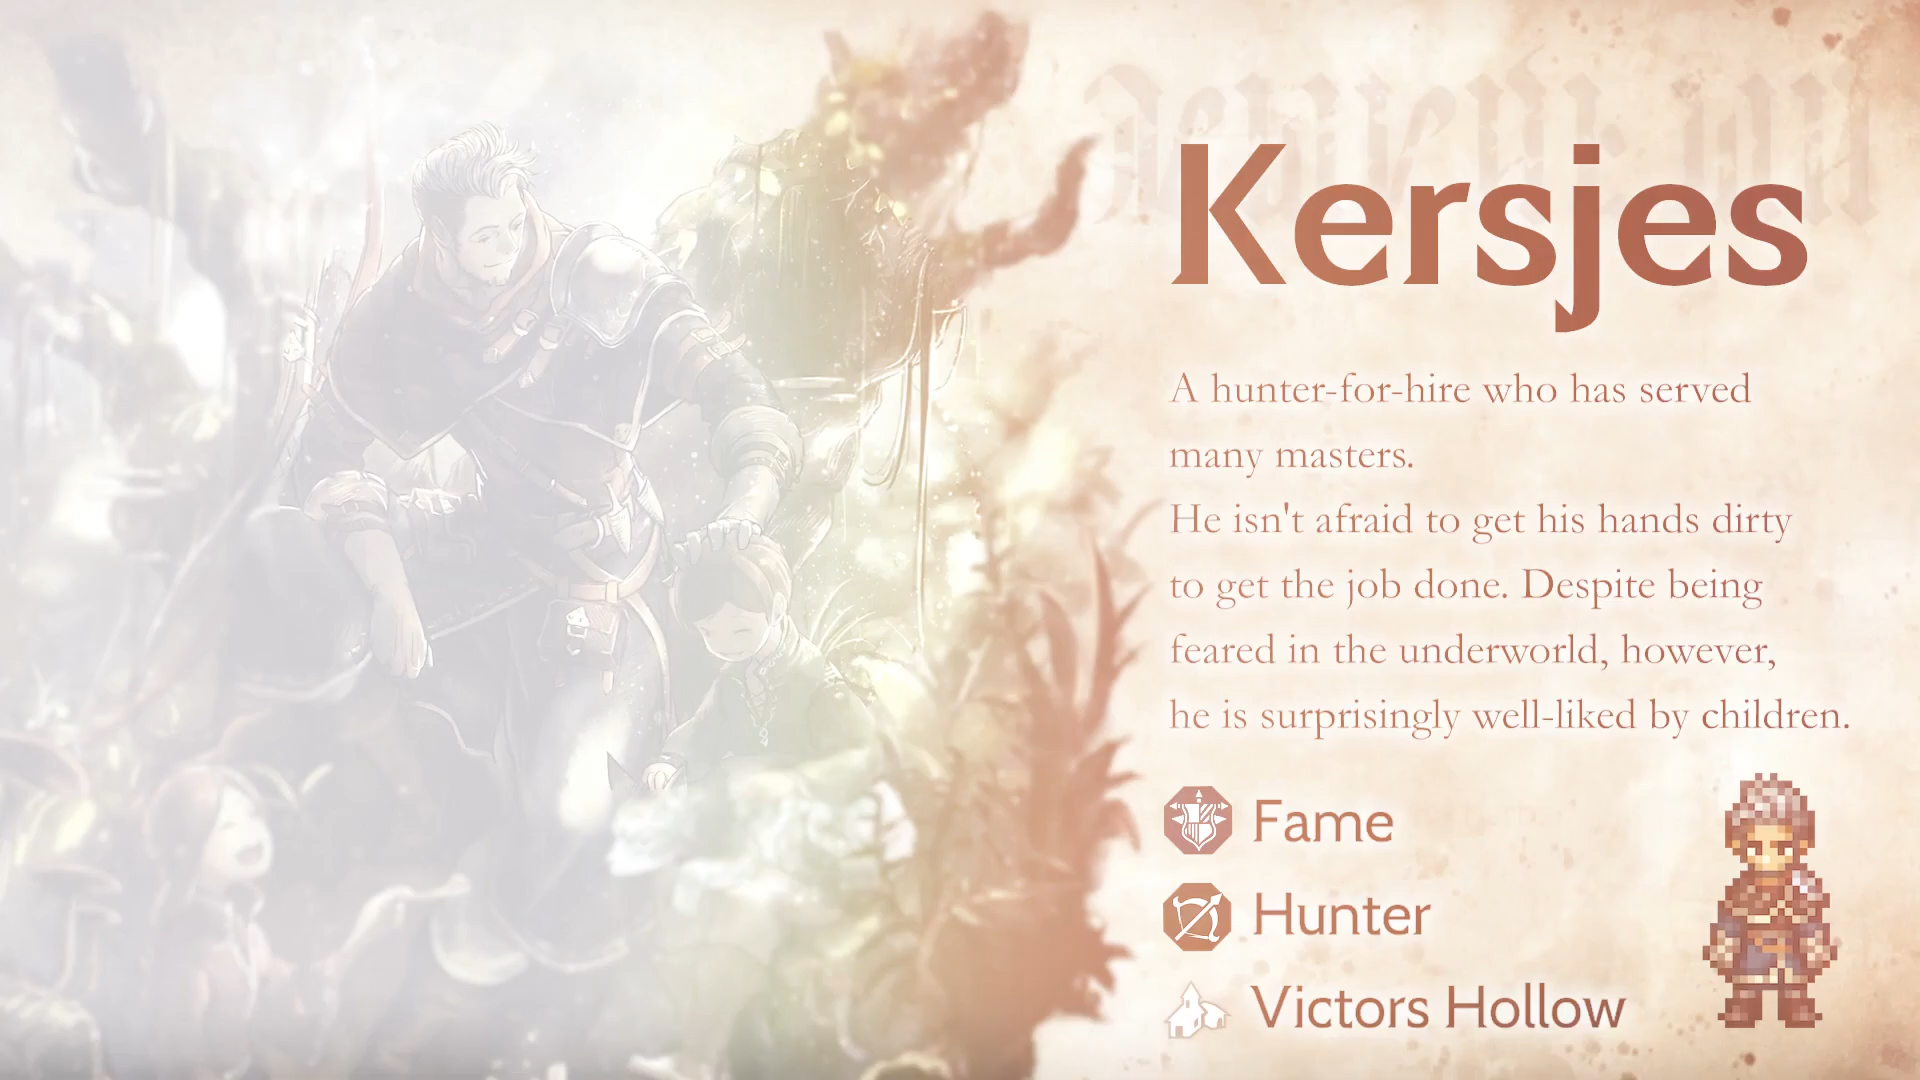 Kersjes
A hunter-for-hire who has served
many masters.
He isn't afraid to get his hands dirty
to get the job done. Despite being
feared in the underworld, however,
he is surprisingly well-liked by children.
Fame
Hunter
Victors Hollow